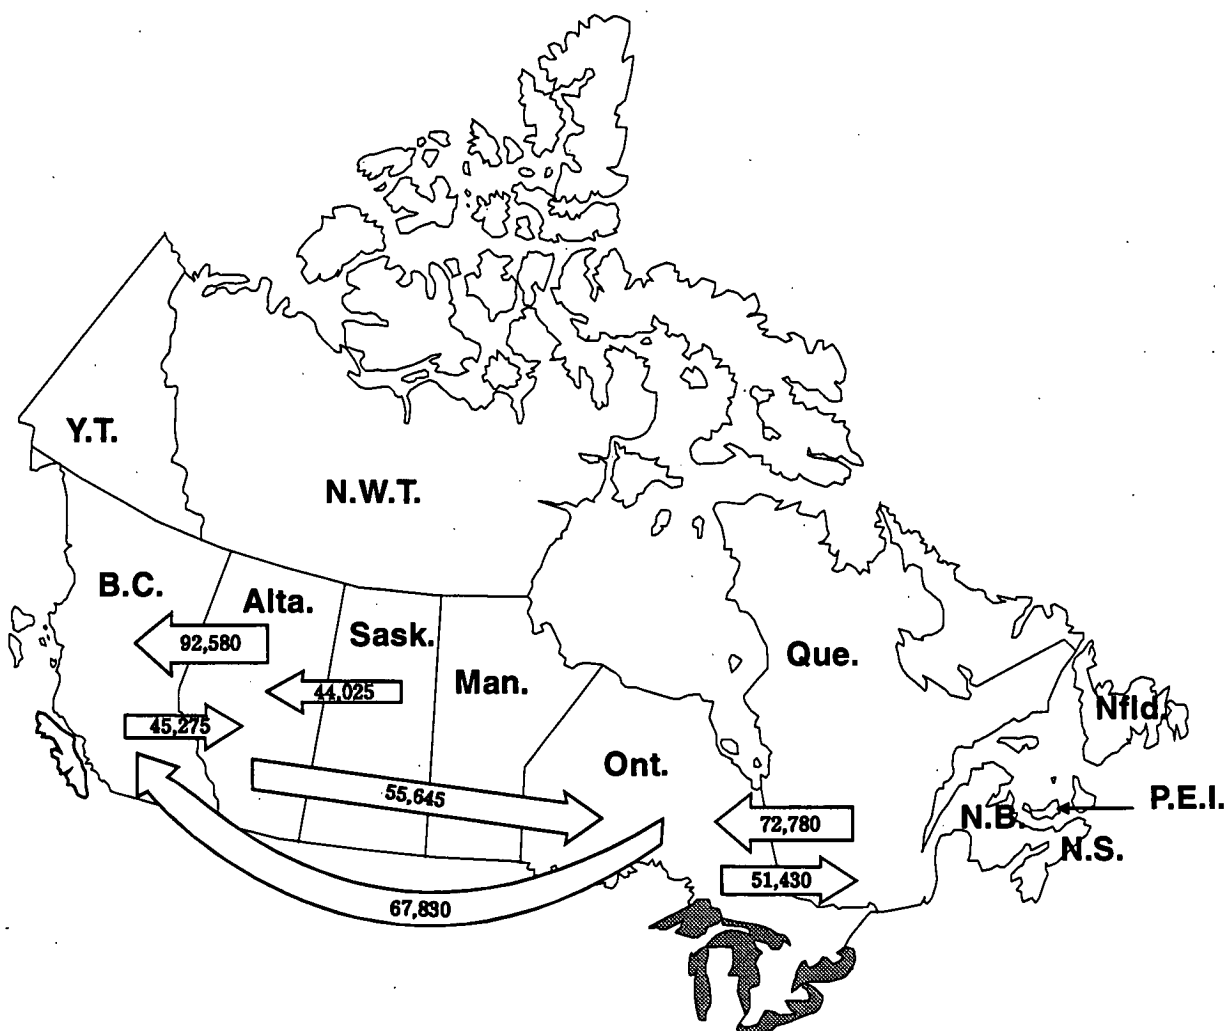 Y.T.
N.W.T.
B.C.
Alta.
Sask.
Man.
Que.
Ont.
Nfld.
P.E.I.
N.B.
N.S.
92,580
44,025
45,275
55,645
72,780
51,430
67,830